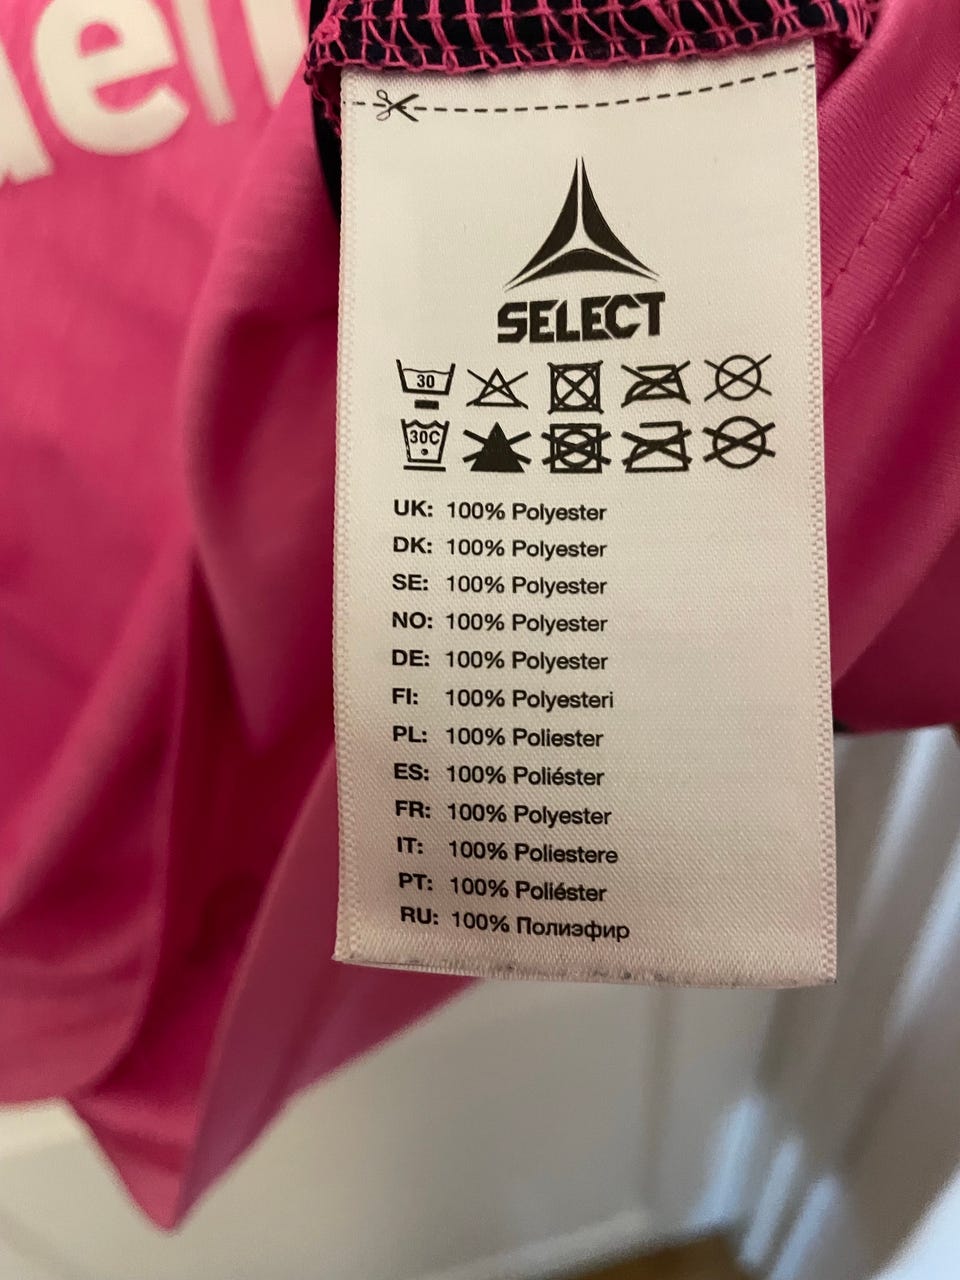 SELECT
30
30C
UK: 100% Polyester
DK: 100% Polyester
SE: 100% Polyester
NO: 100% Polyester
DE: 100% Polyester
FI: 100% Polyesteri
PL: 100% Poliester
ES: 100% Poliéster
FR: 100% Polyester
IT: 100% Poliestere
PT: 100% Poliéster
RU: 100% Полиэфир